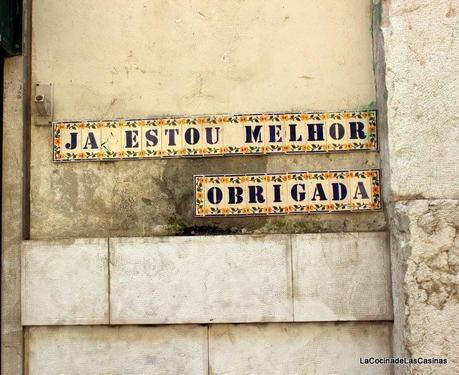 JA ESTOU MELHOR
OBRIGADA
LaCocinadeLasCasinas